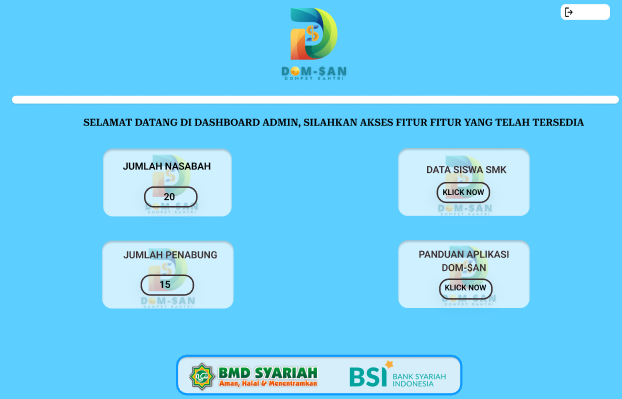 DOM-$AN
DOMPET SANTRI
SELAMAT DATANG DI DASHBOARD ADMIN, SILAHKAN AKSES FITUR FITUR YANG TELAH TERSEDIA
JUMLAH NASABAH
20
DATA SISWA SMK
KLICK NOW
JUMLAH PENABUNG
15
PANDUAN APLIKASI
DOM-$AN
KLICK NOW
BMD SYARIAH
Aman, Halal & Menentramkan
BSI
BANK SYARIAH
INDONESIA